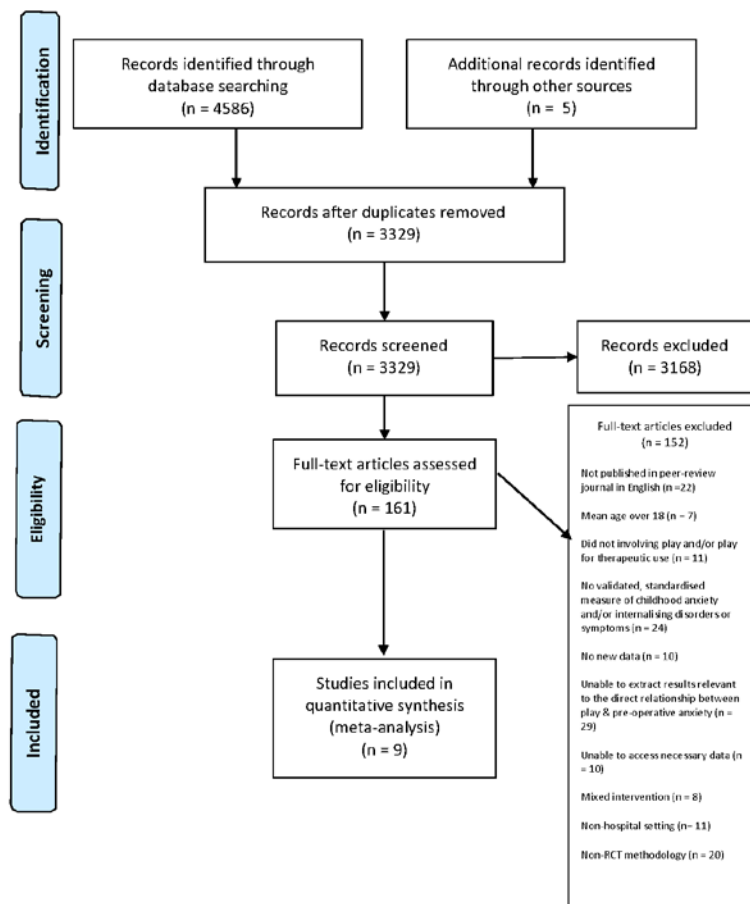 Identification
Records identified through
database searching
(n = 4586)
Additional records identified
through other sources
(n = 5)
Records after duplicates removed
(n = 3329)
Screening
Records screened
(n = 3329)
Records excluded
(n = 3168)
Eligibility
Full-text articles assessed
for eligibility
(n = 161)
Full-text articles excluded
(n = 152)
Not published in peer-review
journal in English (n =22)
Mean age over 18 (n = 7)
Did not involving play and/or play
for therapeutic use (n = 11)
No validated, standardised
measure of childhood anxiety
and/or internalising disorders or
symptoms (n = 24)
No new data (n = 10)
Unable to extract results relevant
to the direct relationship between
play & pre-operative anxiety (n =
29)
Unable to access necessary data (n
= 10)
Mixed intervention (n = 8)
Non-hospital setting (n= 11)
Non-RCT methodology (n = 20)
Included
Studies included in
quantitative synthesis
(meta-analysis)
(n = 9)